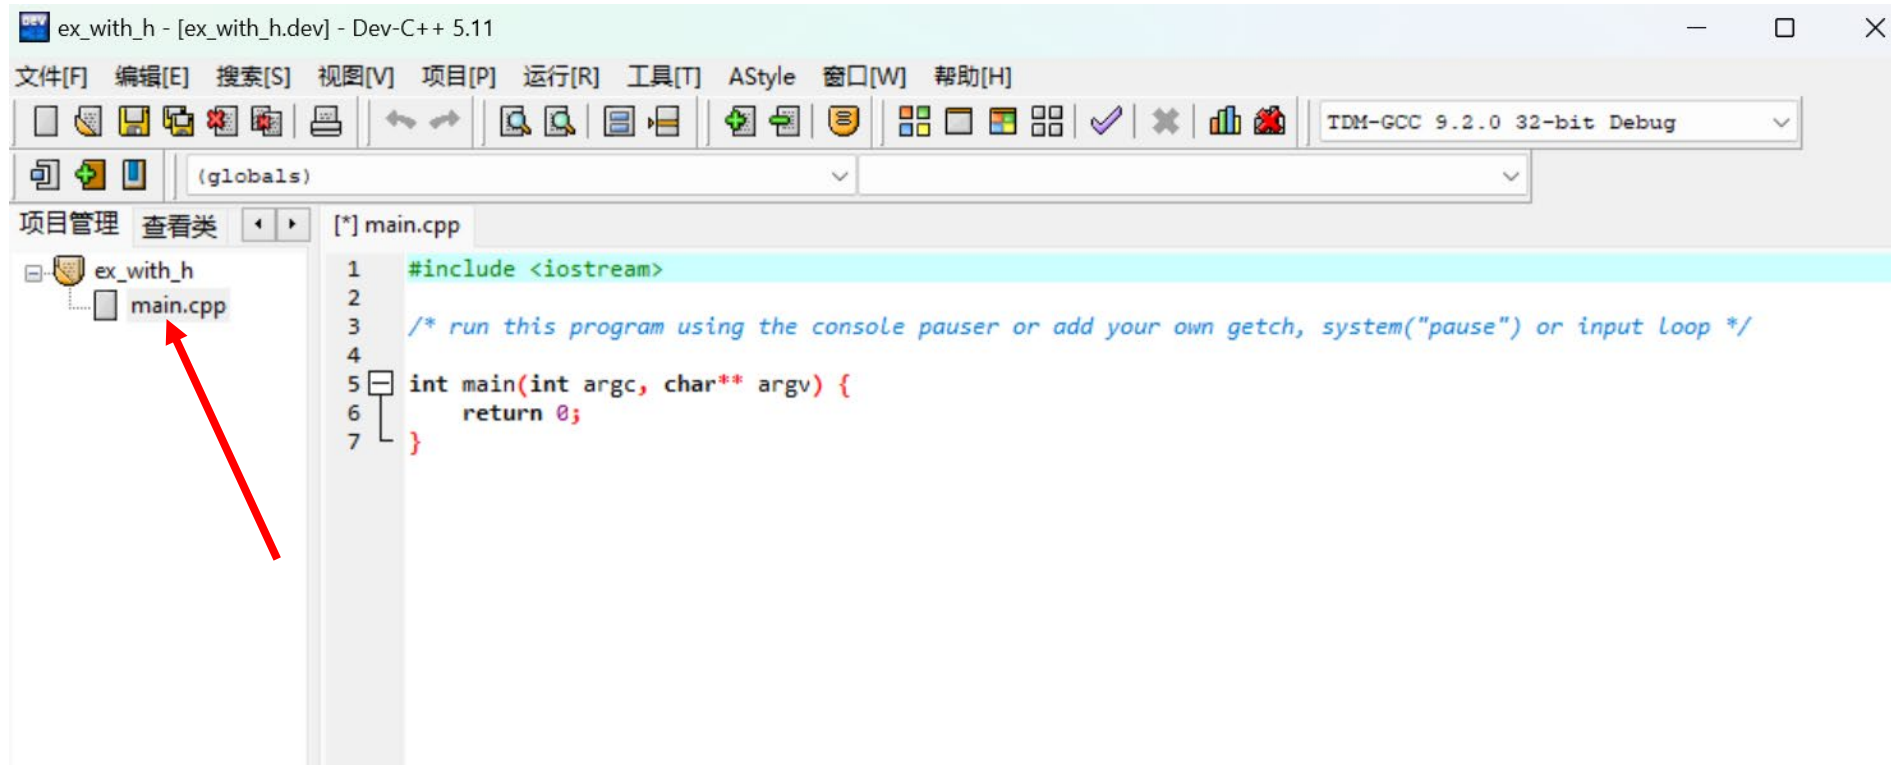 ex_with_h - [ex_with_h.dev] - Dev-C++ 5.11
文件[F] 编辑[E] 搜索[S] 视图[V] 项目[P] 运行[R] 工具[T] AStyle 窗口[W] 帮助[H]
TDM-GCC 9.2.0 32-bit Debug
(globals)
项目管理 查看类 [*] main.cpp
ex_with_h
main.cpp
1 #include <iostream>
2
3 /* run this program using the console pauser or add your own getch, system("pause") or input loop */
4
5 int main(int argc, char** argv) {
6 return 0;
7 }